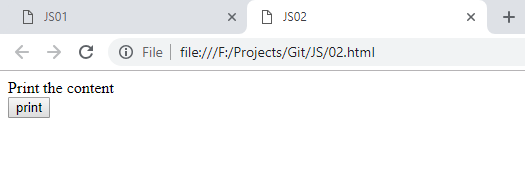 JS01 JS02
File file:///F:/Projects/Git/JS/02.html
Print the content
print